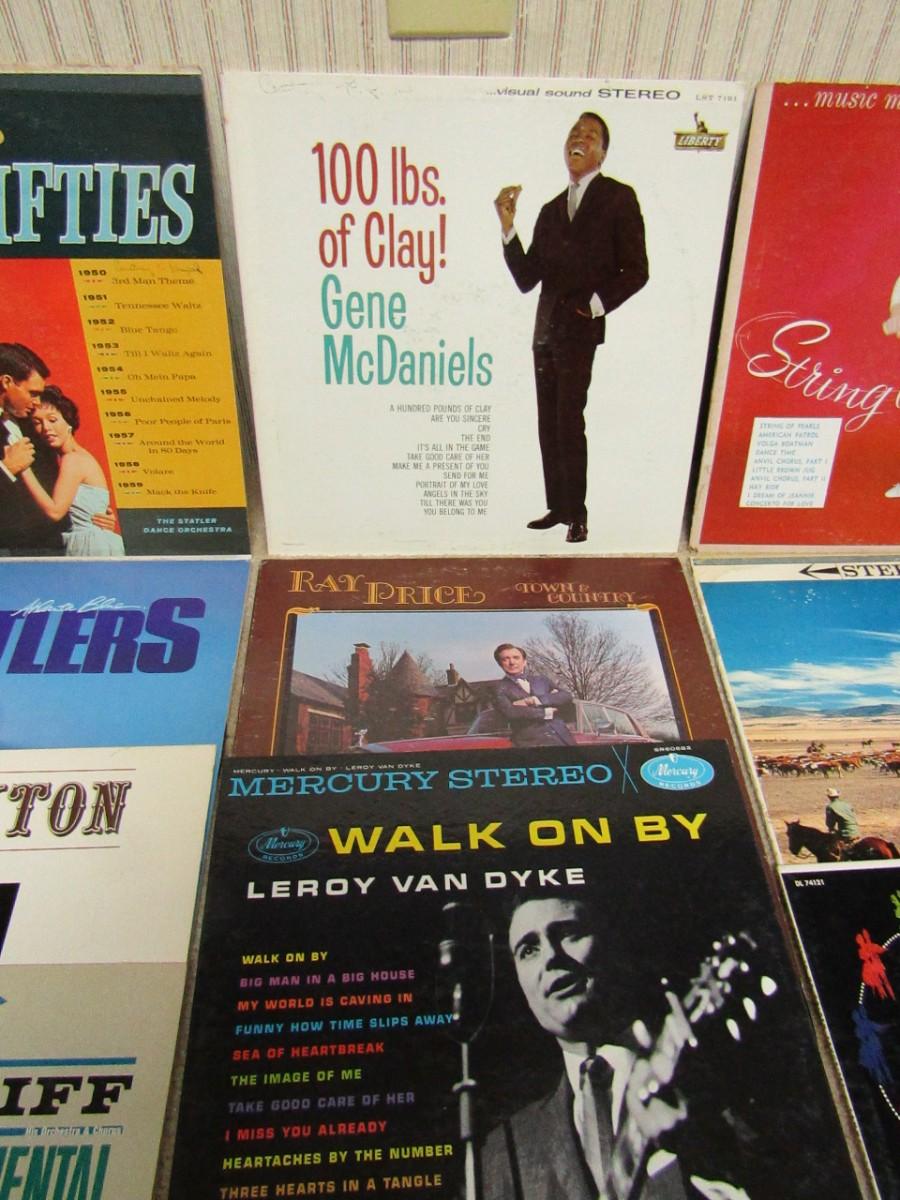 IFTIES
1950
3rd Man Theme
1951
Tennessee Waltz
1952
Blue Tango
1953
Till I Waltz Again
1954
Oh Mein Papa
1955
Unchained Melody
1956
Poor People of Paris
1957
Around the World
in 80 Days
1958
Volare
1959
Mack the Knife
THE STATLER
DANCE ORCHESTRA
...visual sound STEREO
LST 7191
LIBERTY
100 lbs.
of Clay!
Gene
McDaniels
A HUNDRED POUNDS OF CLAY
ARE YOU SINCERE
CRY
THE END
IT'S ALL IN THE GAME
TAKE GOOD CARE OF HER
MAKE ME A PRESENT OF YOU
SEND FOR ME
PORTRAIT OF MY LOVE
ANGELS IN THE SKY
TILL THERE WAS YOU
YOU BELONG TO ME
...music m
String
STRING OF PEARLS
AMERICAN PATROL
VOLGA BOATMAN
DANCE TIME
ANVIL CHORUS, PART I
LITTLE BROWN JUG
ANVIL CHORUS, PART II
HAY RIDE
I DREAM OF JEANNIE
CONCERTO FOR LOVE
Atlanta Blue
TLERS
RAY PRICE
TOWN &
COUNTRY
STE
TON
IFF
His Orchestra & Chorus
ENTAL
MERCURY · WALK ON BY · LEROY VAN DYKE
SR60682
MERCURY STEREO
Mercury
RECORDS
Mercury
RECORDS
WALK ON BY
LEROY VAN DYKE
WALK ON BY
BIG MAN IN A BIG HOUSE
MY WORLD IS CAVING IN
FUNNY HOW TIME SLIPS AWAY
SEA OF HEARTBREAK
THE IMAGE OF ME
TAKE GOOD CARE OF HER
I MISS YOU ALREADY
HEARTACHES BY THE NUMBER
THREE HEARTS IN A TANGLE
DL 74121